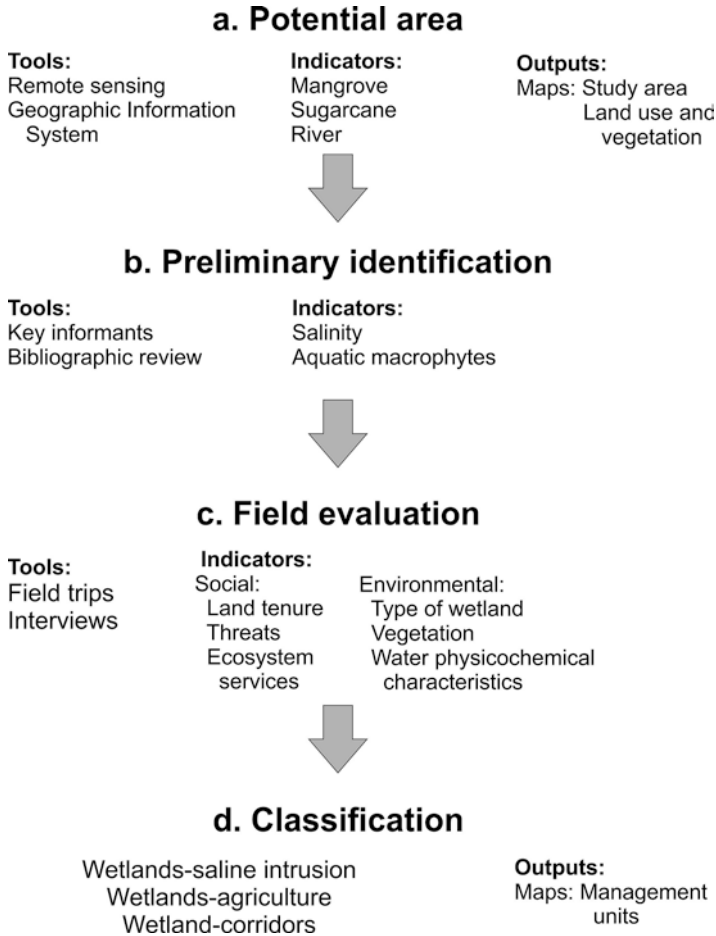 a. Potential area
Tools:
Remote sensing
Geographic Information
System
Indicators:
Mangrove
Sugarcane
River
Outputs:
Maps: Study area
Land use and
vegetation
b. Preliminary identification
Tools:
Key informants
Bibliographic review
Indicators:
Salinity
Aquatic macrophytes
c. Field evaluation
Tools:
Field trips
Interviews
Indicators:
Social:
Land tenure
Threats
Ecosystem
services
Environmental:
Type of wetland
Vegetation
Water physicochemical
characteristics
d. Classification
Wetlands-saline intrusion
Wetlands-agriculture
Wetland-corridors
Outputs:
Maps: Management
units